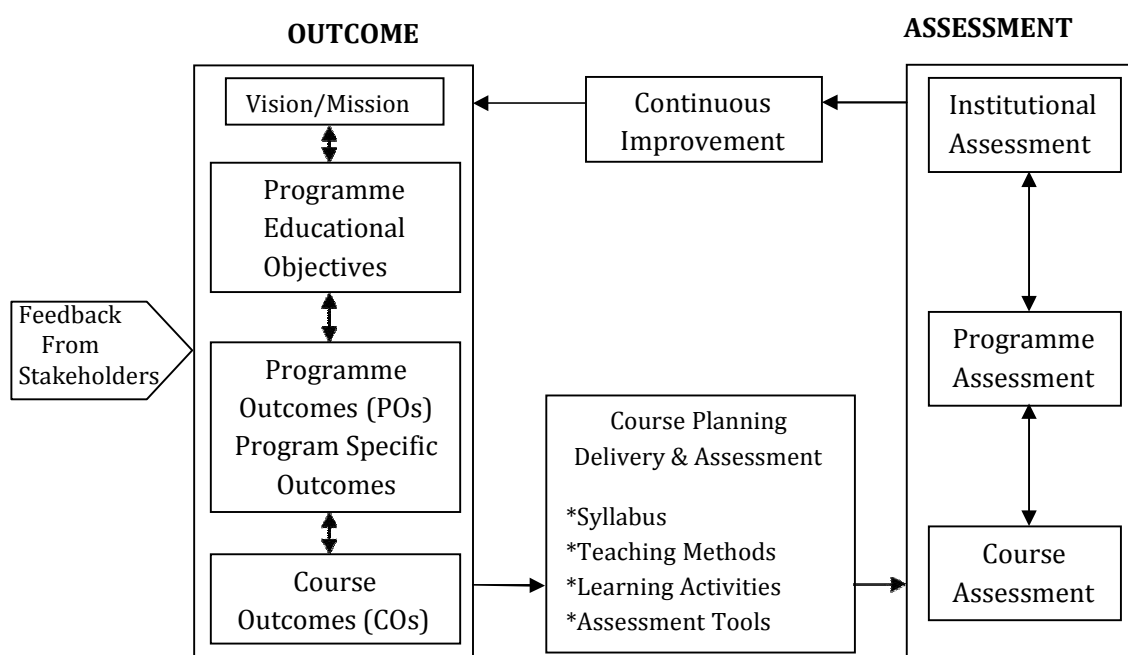 OUTCOME
ASSESSMENT
Vision/Mission
Programme
Educational
Objectives
Feedback
From
Stakeholders
Programme
Outcomes (POs)
Program Specific
Outcomes
Course
Outcomes (COs)
Continuous
Improvement
Course Planning
Delivery & Assessment
*Syllabus
*Teaching Methods
*Learning Activities
*Assessment Tools
Institutional
Assessment
Programme
Assessment
Course
Assessment